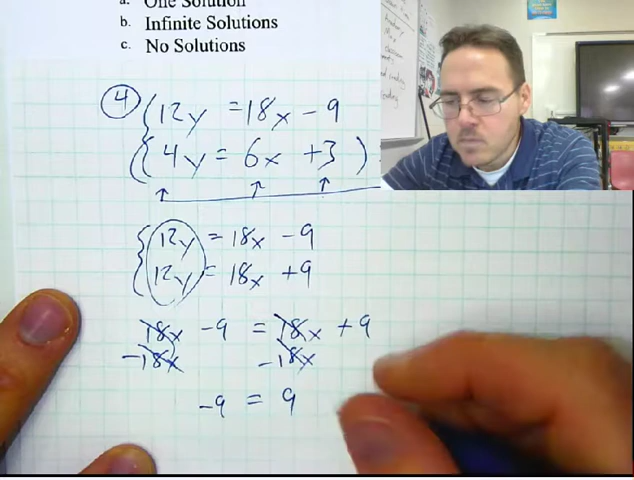 a. One Solution
b. Infinite Solutions
c. No Solutions
4 12y = 18x - 9
( 4y = 6x + 3 )
12y = 18x - 9
12y = 18x + 9
18x - 9 = 18x + 9
-18x -18x
-9 = 9